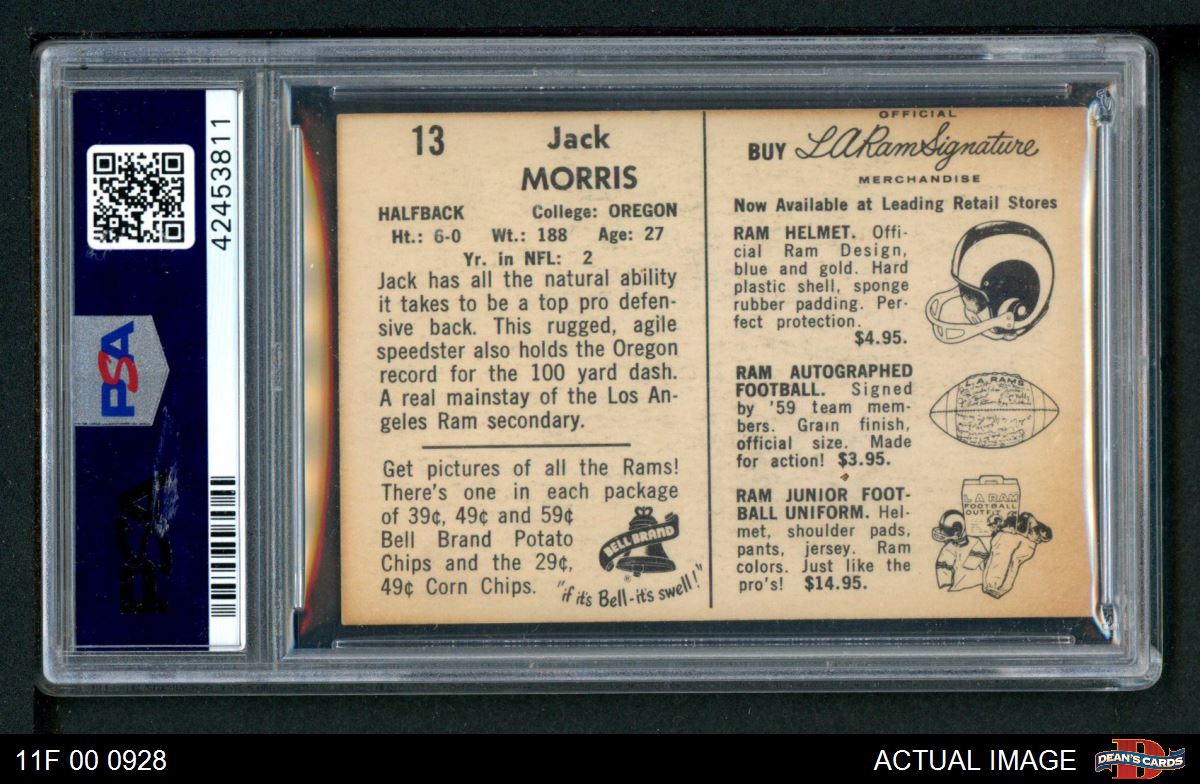 42453811
PSA
PSA
13
Jack
MORRIS
HALFBACK College: OREGON
Ht.: 6-0 Wt.: 188 Age: 27
Yr. in NFL: 2
Jack has all the natural ability
it takes to be a top pro defen-
sive back. This rugged, agile
speedster also holds the Oregon
record for the 100 yard dash.
A real mainstay of the Los An-
geles Ram secondary.
Get pictures of all the Rams!
There's one in each package
of 39¢, 49¢ and 59¢
Bell Brand Potato
Chips and the 29¢,
49¢ Corn Chips.
BELL BRAND
®
"if it's Bell-it's swell!"
OFFICIAL
BUY LA Ram Signature
MERCHANDISE
Now Available at Leading Retail Stores
RAM HELMET. Offi-
cial Ram Design,
blue and gold. Hard
plastic shell, sponge
rubber padding. Per-
fect protection.
$4.95.
RAM AUTOGRAPHED
FOOTBALL. Signed
by '59 team mem-
bers. Grain finish,
official size. Made
for action! $3.95.
L.A. RAMS
RAM JUNIOR FOOT-
BALL UNIFORM. Hel-
met, shoulder pads,
pants, jersey. Ram
colors. Just like the
pro's! $14.95.
L A RAM
FOOTBALL
OUTFIT
11F 00 0928
ACTUAL IMAGE
D
DEAN'S CARDS